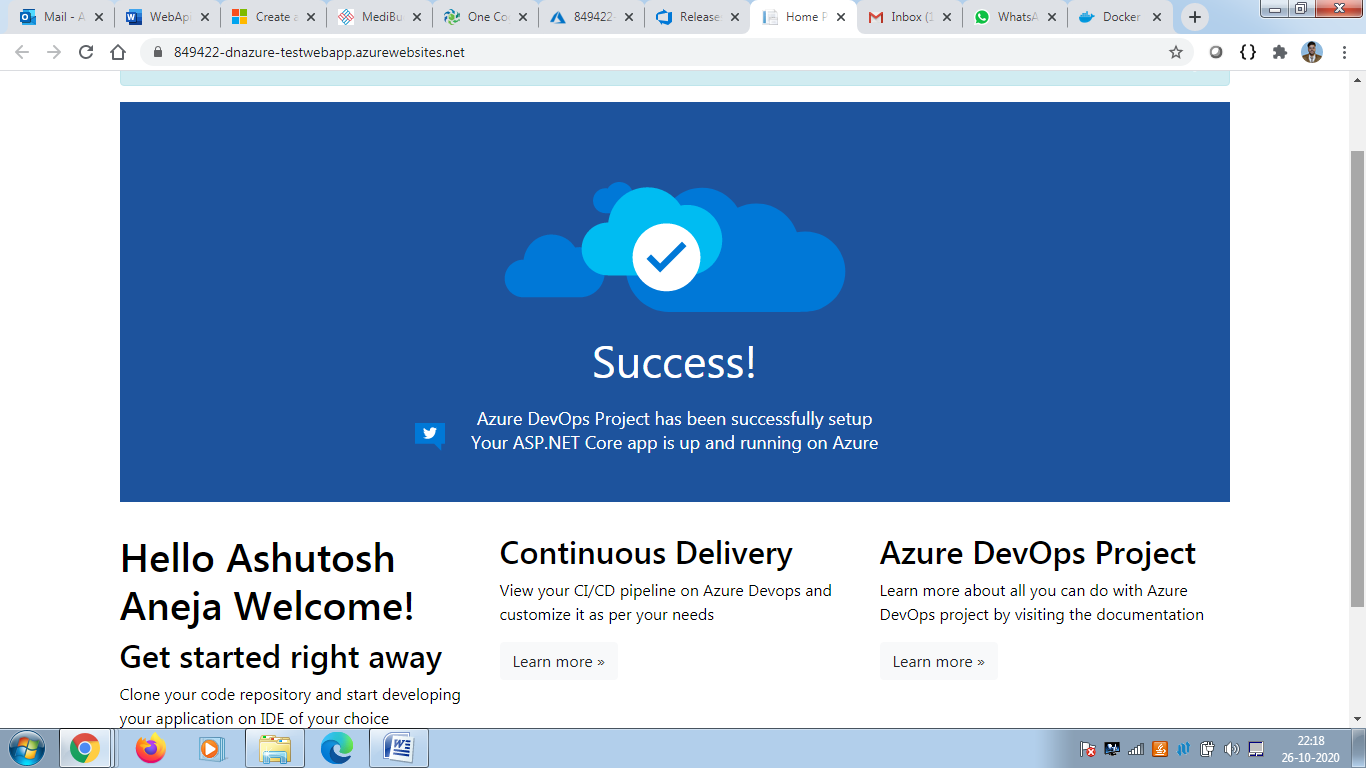 Mail - A
WebAp
Create a
MediBu
One Co
849422
Release
Home P
Inbox (1
WhatsA
Docker
849422-dnazure-testwebapp.azurewebsites.net
Success!
Azure DevOps Project has been successfully setup
Your ASP.NET Core app is up and running on Azure
Hello Ashutosh
Aneja Welcome!
Get started right away
Clone your code repository and start developing
your application on IDE of your choice
Continuous Delivery
View your CI/CD pipeline on Azure Devops and
customize it as per your needs
Learn more »
Azure DevOps Project
Learn more about all you can do with Azure
DevOps project by visiting the documentation
Learn more »
22:18
26-10-2020